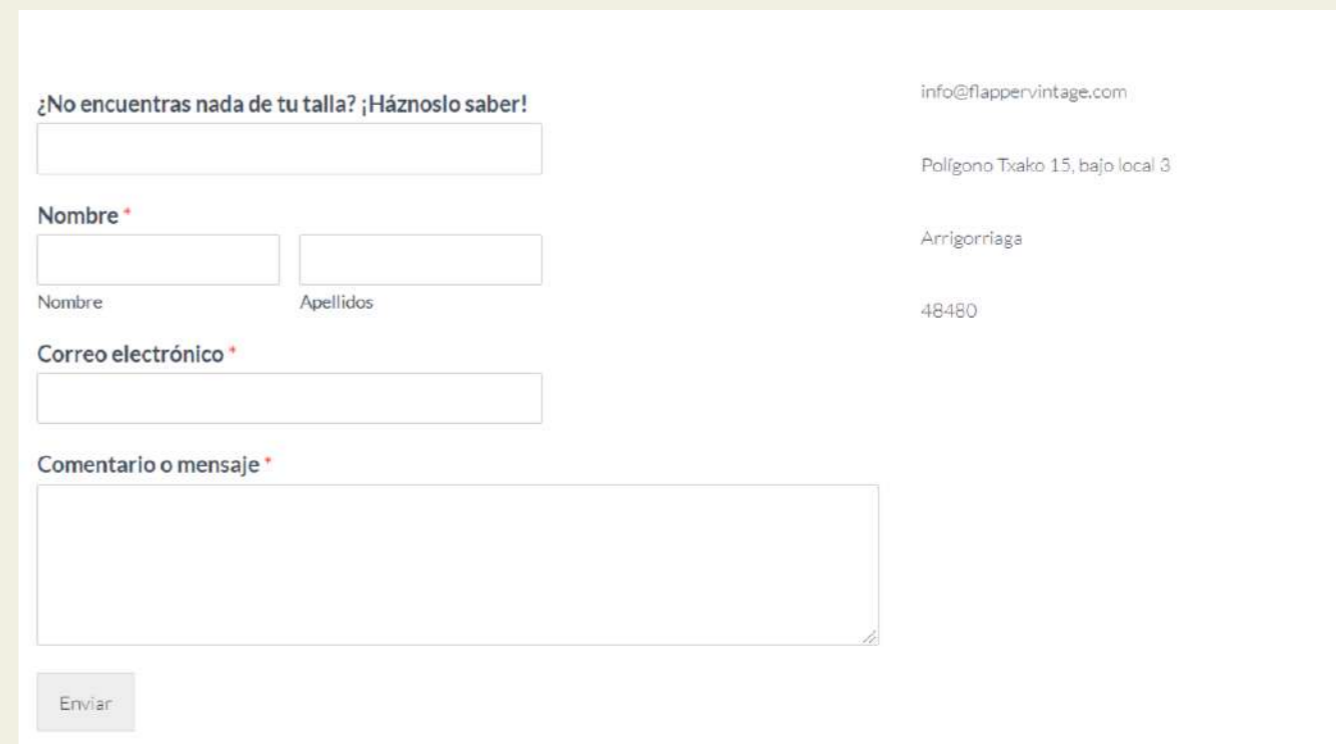 ¿No encuentras nada de tu talla? ¡Háznoslo saber!
Nombre *
Nombre Apellidos
Correo electrónico *
Comentario o mensaje *
Enviar
info@flappervintage.com
Polígono Txako 15, bajo local 3
Arrigorriaga
48480